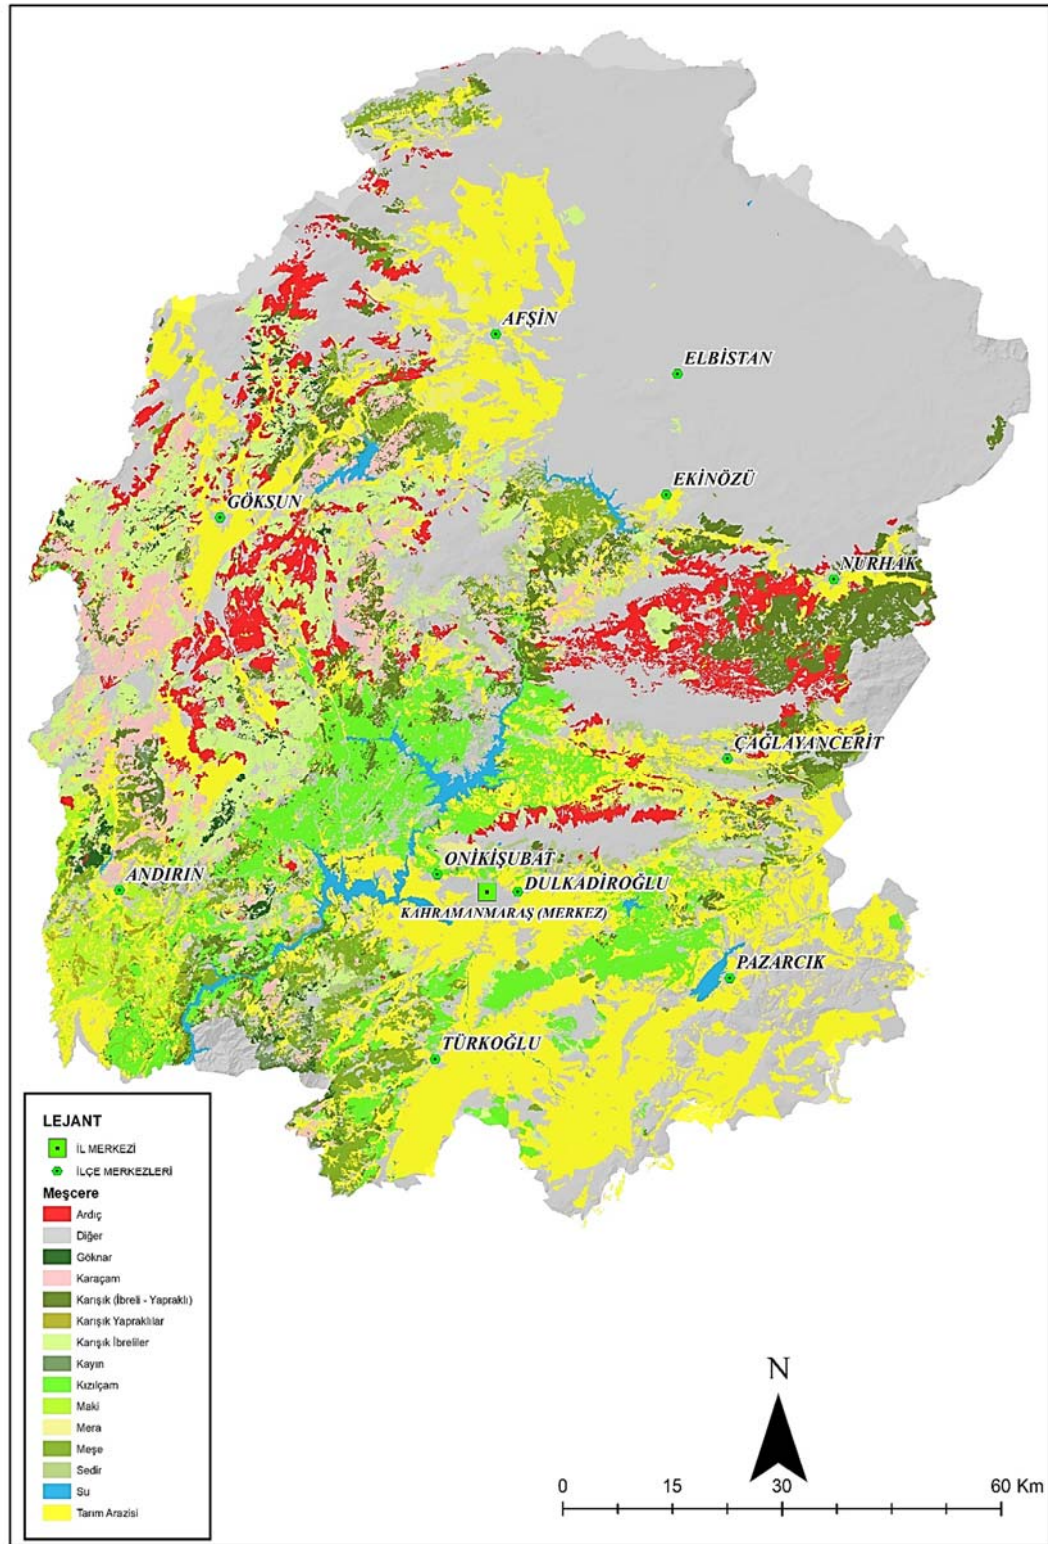 AFŞİN
ELBİSTAN
EKİNÖZÜ
GÖKSUN
NURHAK
ÇAĞLAYANCERİT
ONİKİŞUBAT
ANDIRIN
DULKADİROĞLU
KAHRAMANMARAŞ (MERKEZ)
PAZARCIK
TÜRKOĞLU
LEJANT
İL MERKEZİ
İLÇE MERKEZLERİ
Meşcere
Ardıç
Diğer
Göknar
Karaçam
Karışık (İbreli - Yapraklı)
Karışık Yapraklılar
Karışık İbreliler
Kayın
Kızılçam
Maki
Mera
Meşe
Sedir
Su
Tarım Arazisi
N
0 15 30 60 Km